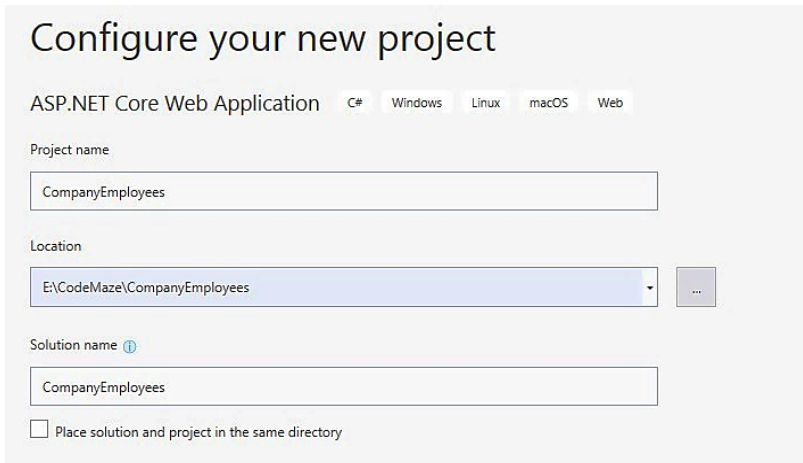 Configure your new project
ASP.NET Core Web Application C# Windows Linux macOS Web
Project name
CompanyEmployees
Location
E:\CodeMaze\CompanyEmployees
...
Solution name
CompanyEmployees
Place solution and project in the same directory